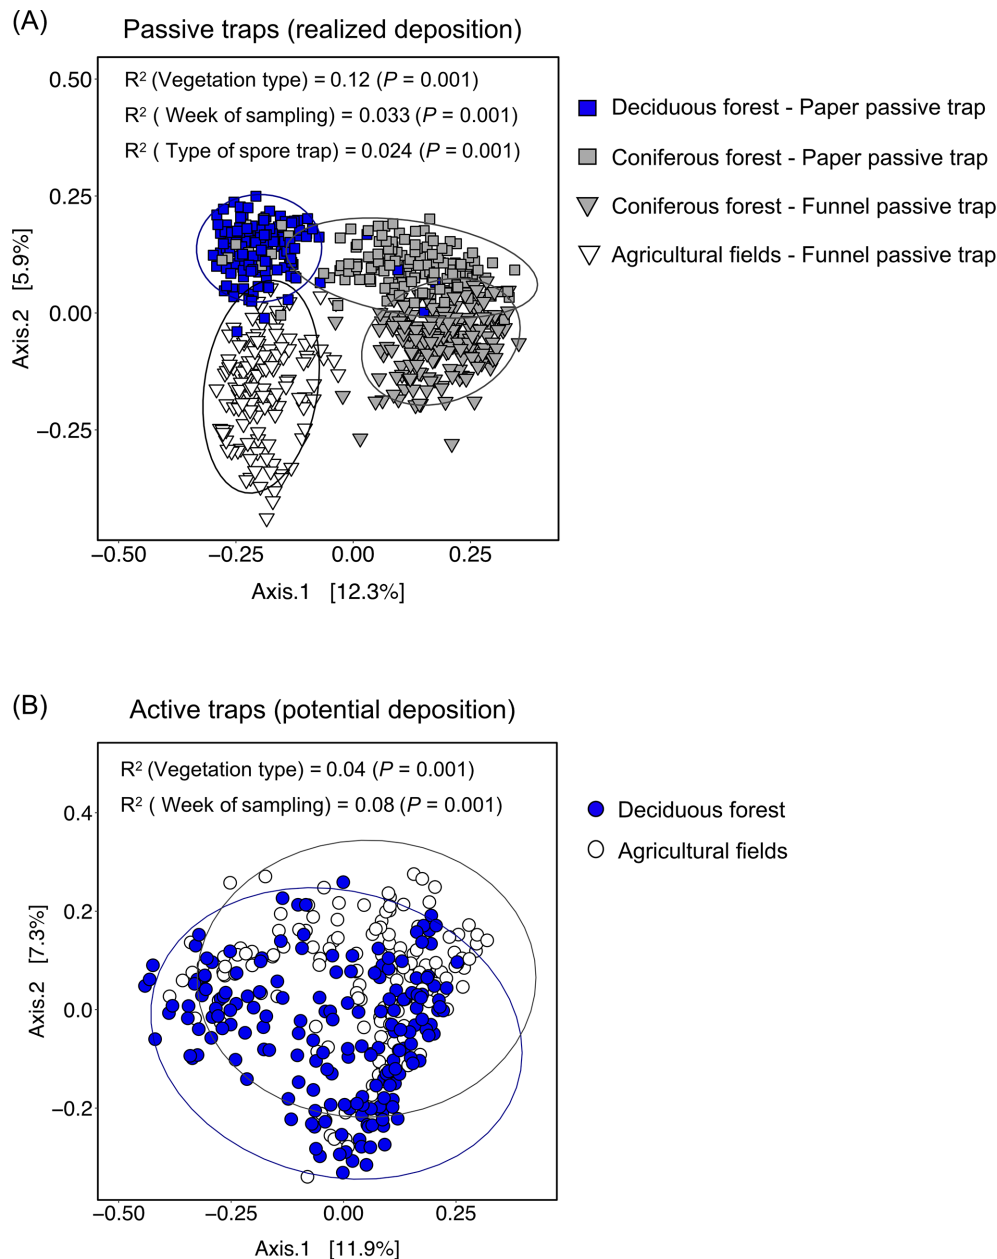 (A)
Passive traps (realized deposition)
R² (Vegetation type) = 0.12 (P = 0.001)
R² ( Week of sampling) = 0.033 (P = 0.001)
R² ( Type of spore trap) = 0.024 (P = 0.001)
0.50
0.25
0.00
−0.25
Axis.2 [5.9%]
−0.50 −0.25 0.00 0.25
Axis.1 [12.3%]
Deciduous forest - Paper passive trap
Coniferous forest - Paper passive trap
Coniferous forest - Funnel passive trap
Agricultural fields - Funnel passive trap
(B)
Active traps (potential deposition)
R² (Vegetation type) = 0.04 (P = 0.001)
R² ( Week of sampling) = 0.08 (P = 0.001)
0.4
0.2
0.0
−0.2
Axis.2 [7.3%]
−0.50 −0.25 0.00 0.25
Axis.1 [11.9%]
Deciduous forest
Agricultural fields